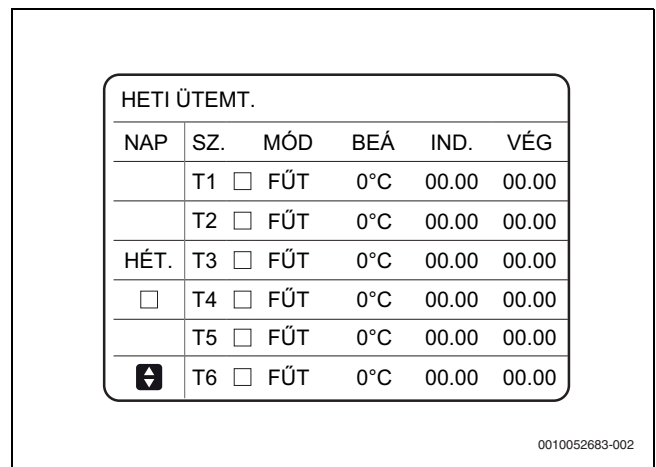 HETI ÜTEMT.
NAP SZ. MÓD BEÁ IND. VÉG
T1 □ FŰT 0°C 00.00 00.00
T2 □ FŰT 0°C 00.00 00.00
HÉT. T3 □ FŰT 0°C 00.00 00.00
□ T4 □ FŰT 0°C 00.00 00.00
T5 □ FŰT 0°C 00.00 00.00
T6 □ FŰT 0°C 00.00 00.00
0010052683-002